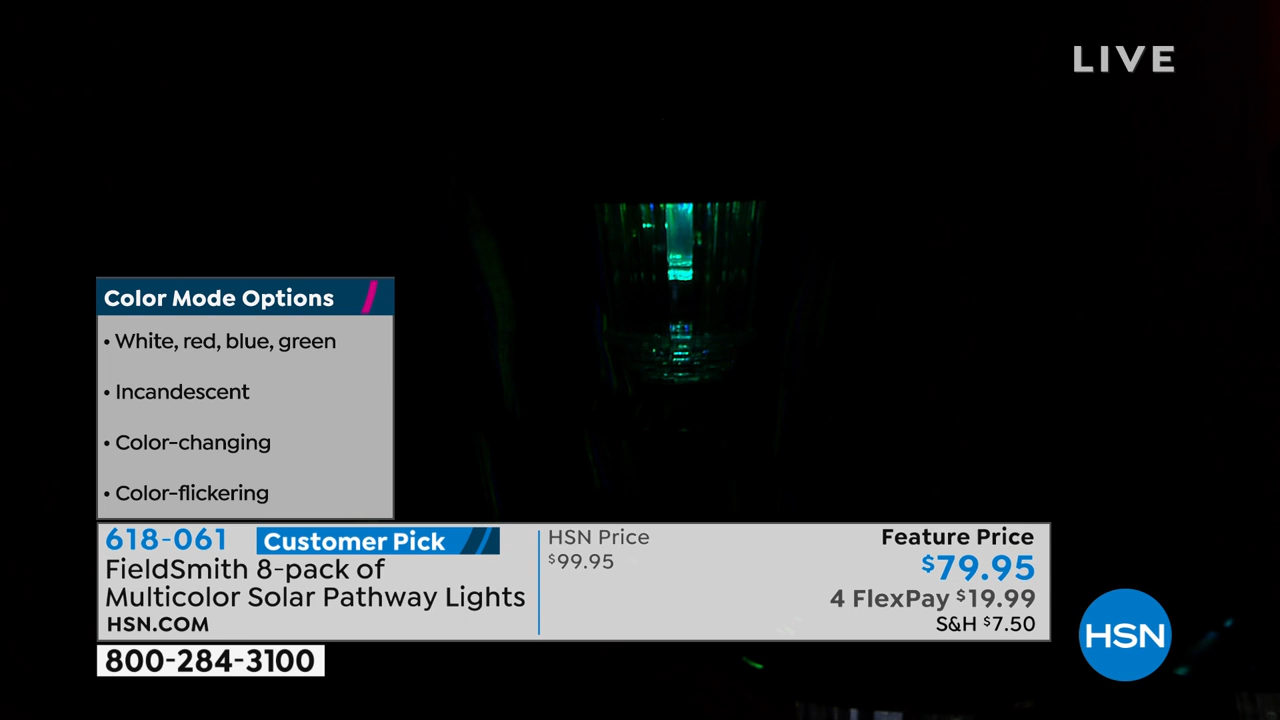 LIVE
Color Mode Options
• White, red, blue, green
• Incandescent
• Color-changing
• Color-flickering
618-061
Customer Pick
FieldSmith 8-pack of
Multicolor Solar Pathway Lights
HSN.COM
HSN Price
$99.95
Feature Price
$79.95
4 FlexPay $19.99
S&H $7.50
800-284-3100
HSN